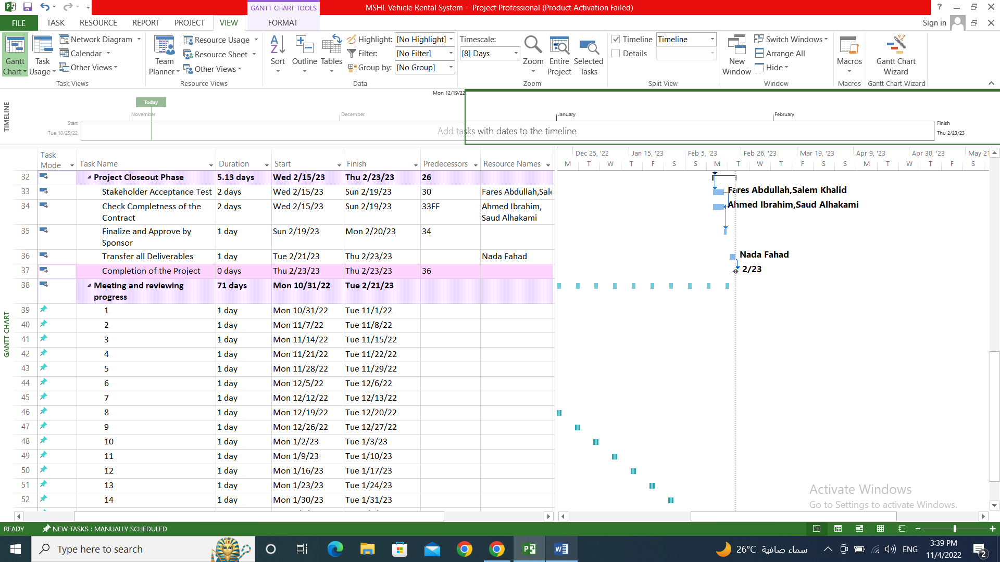 GANTT CHART TOOLS
MSHL Vehicle Rental System - Project Professional (Product Activation Failed)
FILE TASK RESOURCE REPORT PROJECT VIEW FORMAT Sign in
Gantt Chart
Task Usage
Network Diagram
Calendar
Other Views
Task Views
Team Planner
Resource Usage
Resource Sheet
Other Views
Resource Views
Sort
Outline
Tables
Highlight: [No Highlight]
Filter: [No Filter]
Group by: [No Group]
Data
Timescale:
[8] Days
Zoom
Entire Project
Selected Tasks
Zoom
Timeline Timeline
Details
Split View
New Window
Switch Windows
Arrange All
Hide
Window
Macros
Macros
Gantt Chart Wizard
Gantt Chart Wizard
TIMELINE
Mon 12/19/22
Today
November December January February
Start
Tue 10/25/22
Add tasks with dates to the timeline
Finish
Thu 2/23/23
GANTT CHART
Task Mode Task Name Duration Start Finish Predecessors Resource Names
Dec 25, '22 Jan 15, '23 Feb 5, '23 Feb 26, '23 Mar 19, '23 Apr 9, '23 Apr 30, '23 May 21
M T W T F S S M T W T F S S M T W T F S
32 Project Closeout Phase 5.13 days Wed 2/15/23 Thu 2/23/23 26
33 Stakeholder Acceptance Test 2 days Wed 2/15/23 Sun 2/19/23 30 Fares Abdullah,Sale
Fares Abdullah,Salem Khalid
34 Check Completness of the Contract 2 days Wed 2/15/23 Sun 2/19/23 33FF Ahmed Ibrahim, Saud Alhakami
Ahmed Ibrahim,Saud Alhakami
35 Finalize and Approve by Sponsor 1 day Sun 2/19/23 Mon 2/20/23 34
36 Transfer all Deliverables 1 day Tue 2/21/23 Thu 2/23/23 Nada Fahad
Nada Fahad
37 Completion of the Project 0 days Thu 2/23/23 Thu 2/23/23 36
2/23
38 Meeting and reviewing progress 71 days Mon 10/31/22 Tue 2/21/23
39 1 1 day Mon 10/31/22 Tue 11/1/22
40 2 1 day Mon 11/7/22 Tue 11/8/22
41 3 1 day Mon 11/14/22 Tue 11/15/22
42 4 1 day Mon 11/21/22 Tue 11/22/22
43 5 1 day Mon 11/28/22 Tue 11/29/22
44 6 1 day Mon 12/5/22 Tue 12/6/22
45 7 1 day Mon 12/12/22 Tue 12/13/22
46 8 1 day Mon 12/19/22 Tue 12/20/22
47 9 1 day Mon 12/26/22 Tue 12/27/22
48 10 1 day Mon 1/2/23 Tue 1/3/23
49 11 1 day Mon 1/9/23 Tue 1/10/23
50 12 1 day Mon 1/16/23 Tue 1/17/23
51 13 1 day Mon 1/23/23 Tue 1/24/23
52 14 1 day Mon 1/30/23 Tue 1/31/23
Activate Windows
Go to Settings to activate Windows.
READY NEW TASKS : MANUALLY SCHEDULED
Type here to search
26°C سماء صافية
ENG
3:39 PM
11/4/2022
2